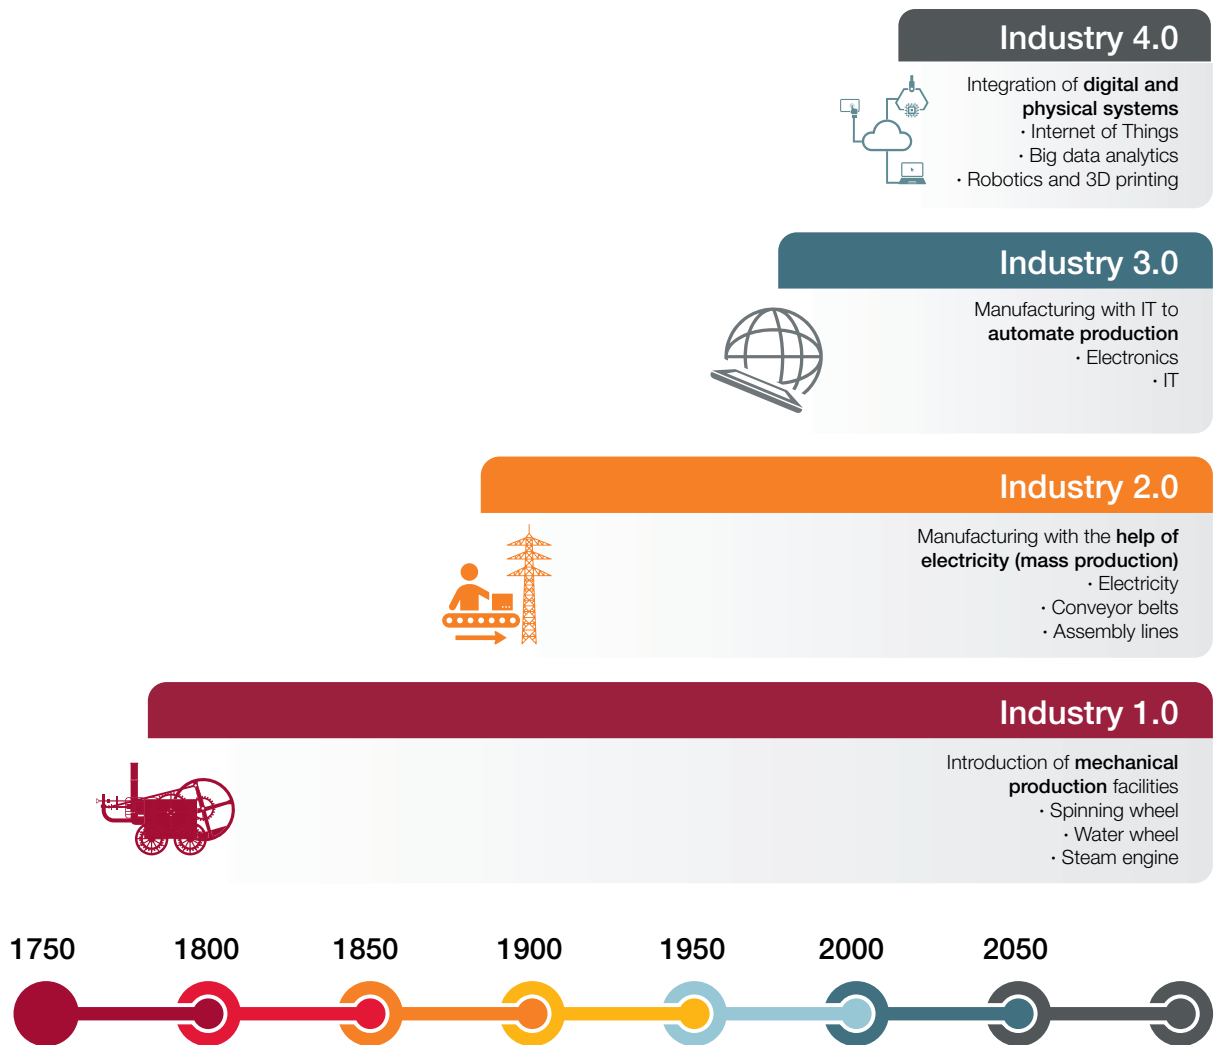 Industry 4.0
Integration of digital and
physical systems
· Internet of Things
· Big data analytics
· Robotics and 3D printing
Industry 3.0
Manufacturing with IT to
automate production
· Electronics
· IT
Industry 2.0
Manufacturing with the help of
electricity (mass production)
· Electricity
· Conveyor belts
· Assembly lines
Industry 1.0
Introduction of mechanical
production facilities
· Spinning wheel
· Water wheel
· Steam engine
1750 1800 1850 1900 1950 2000 2050